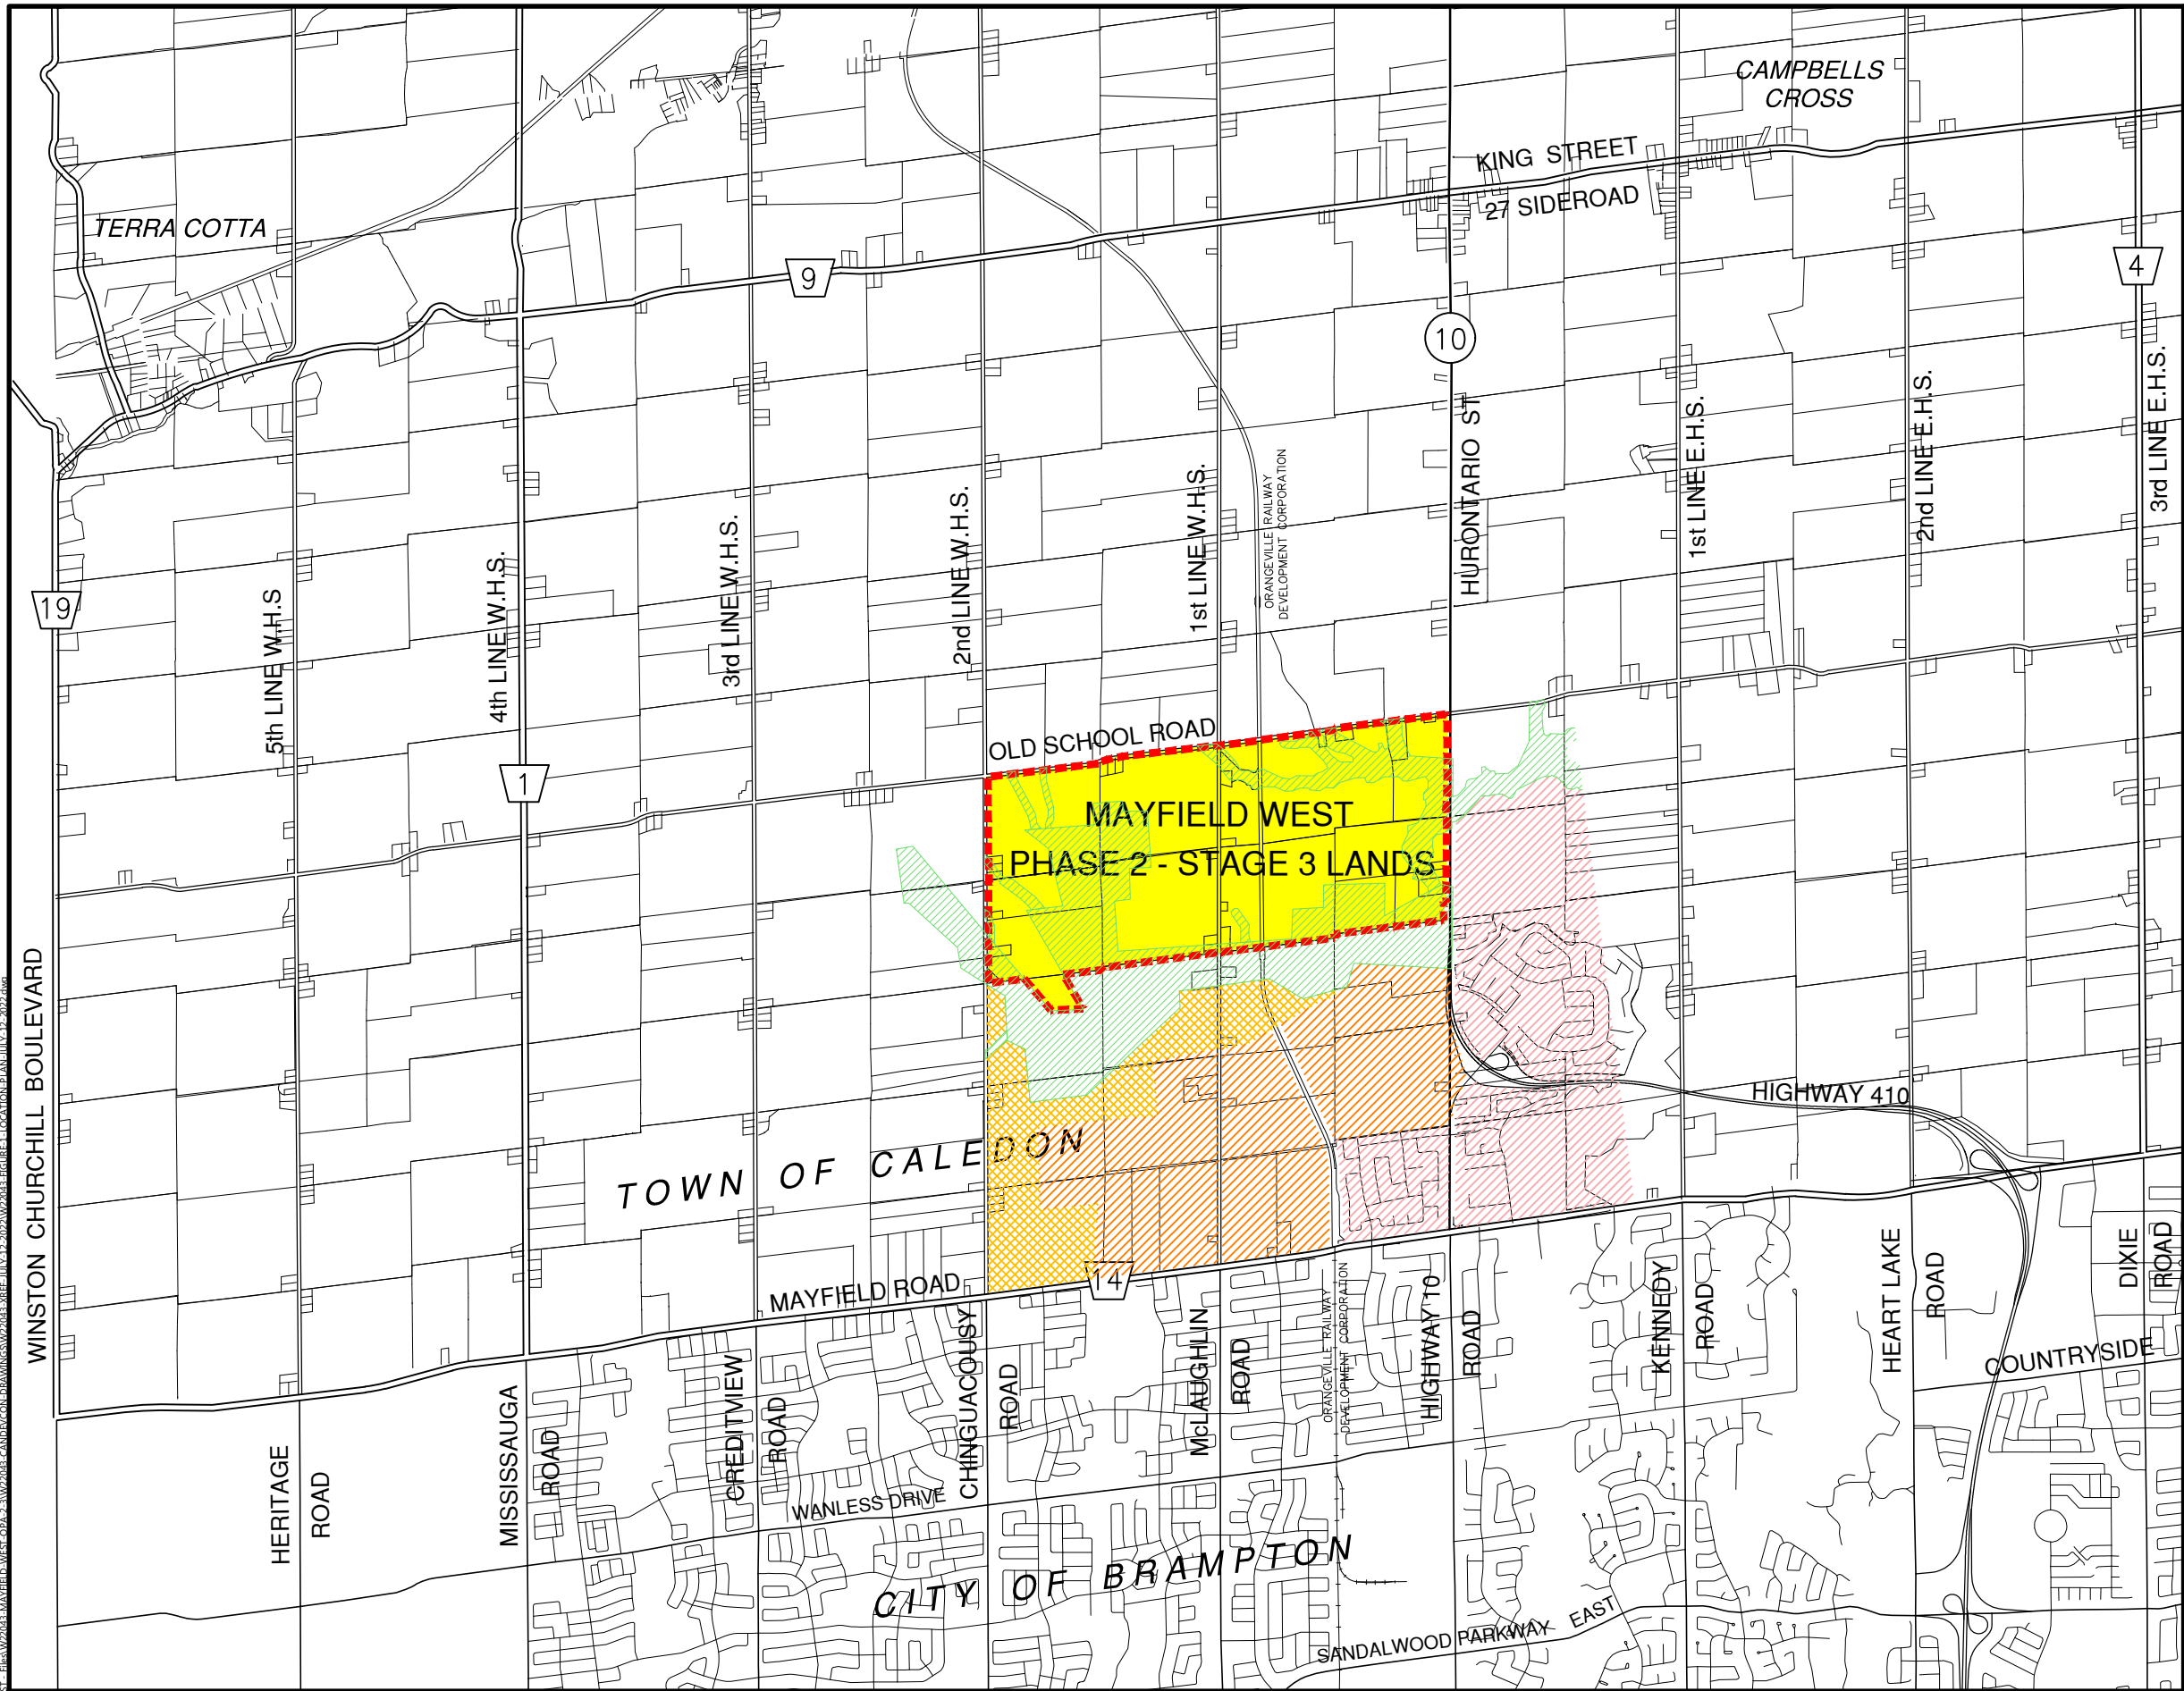 CAMPBELLS
CROSS
KING STREET
27 SIDEROAD
TERRA COTTA
9
4
10
19
1
14
5th LINE W.H.S
4th LINE W.H.S.
3rd LINE W.H.S.
2nd LINE W.H.S.
1st LINE W.H.S.
ORANGEVILLE RAILWAY
DEVELOPMENT CORPORATION
HURONTARIO ST
1st LINE E.H.S.
2nd LINE E.H.S.
3rd LINE E.H.S.
OLD SCHOOL ROAD
MAYFIELD WEST
PHASE 2 - STAGE 3 LANDS
WINSTON CHURCHILL BOULEVARD
HIGHWAY 410
TOWN OF CALEDON
MAYFIELD ROAD
HERITAGE
ROAD
MISSISSAUGA
ROAD
CREDITVIEW
ROAD
CHINGUACOUSY
ROAD
McLAUGHLIN
ROAD
ORANGEVILLE RAILWAY
DEVELOPMENT CORPORATION
HIGHWAY 10
ROAD
KENNEDY
ROAD
HEART LAKE
ROAD
DIXIE
ROAD
COUNTRYSIDE
WANLESS DRIVE
CITY OF BRAMPTON
SANDALWOOD PARKWAY EAST